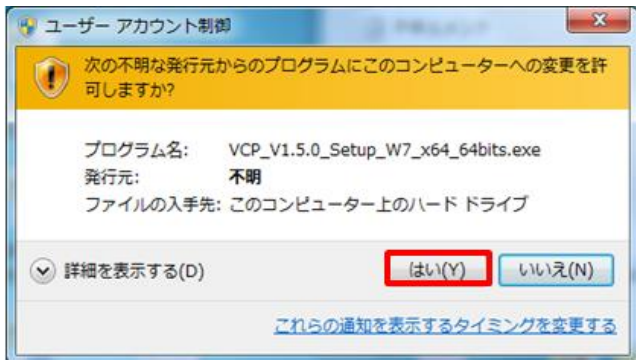 ユーザー アカウント制御
次の不明な発行元からのプログラムにこのコンピューターへの変更を許
可しますか?
プログラム名: VCP_V1.5.0_Setup_W7_x64_64bits.exe
発行元: 不明
ファイルの入手先: このコンピューター上のハード ドライブ
詳細を表示する(D) はい(Y) いいえ(N)
これらの通知を表示するタイミングを変更する